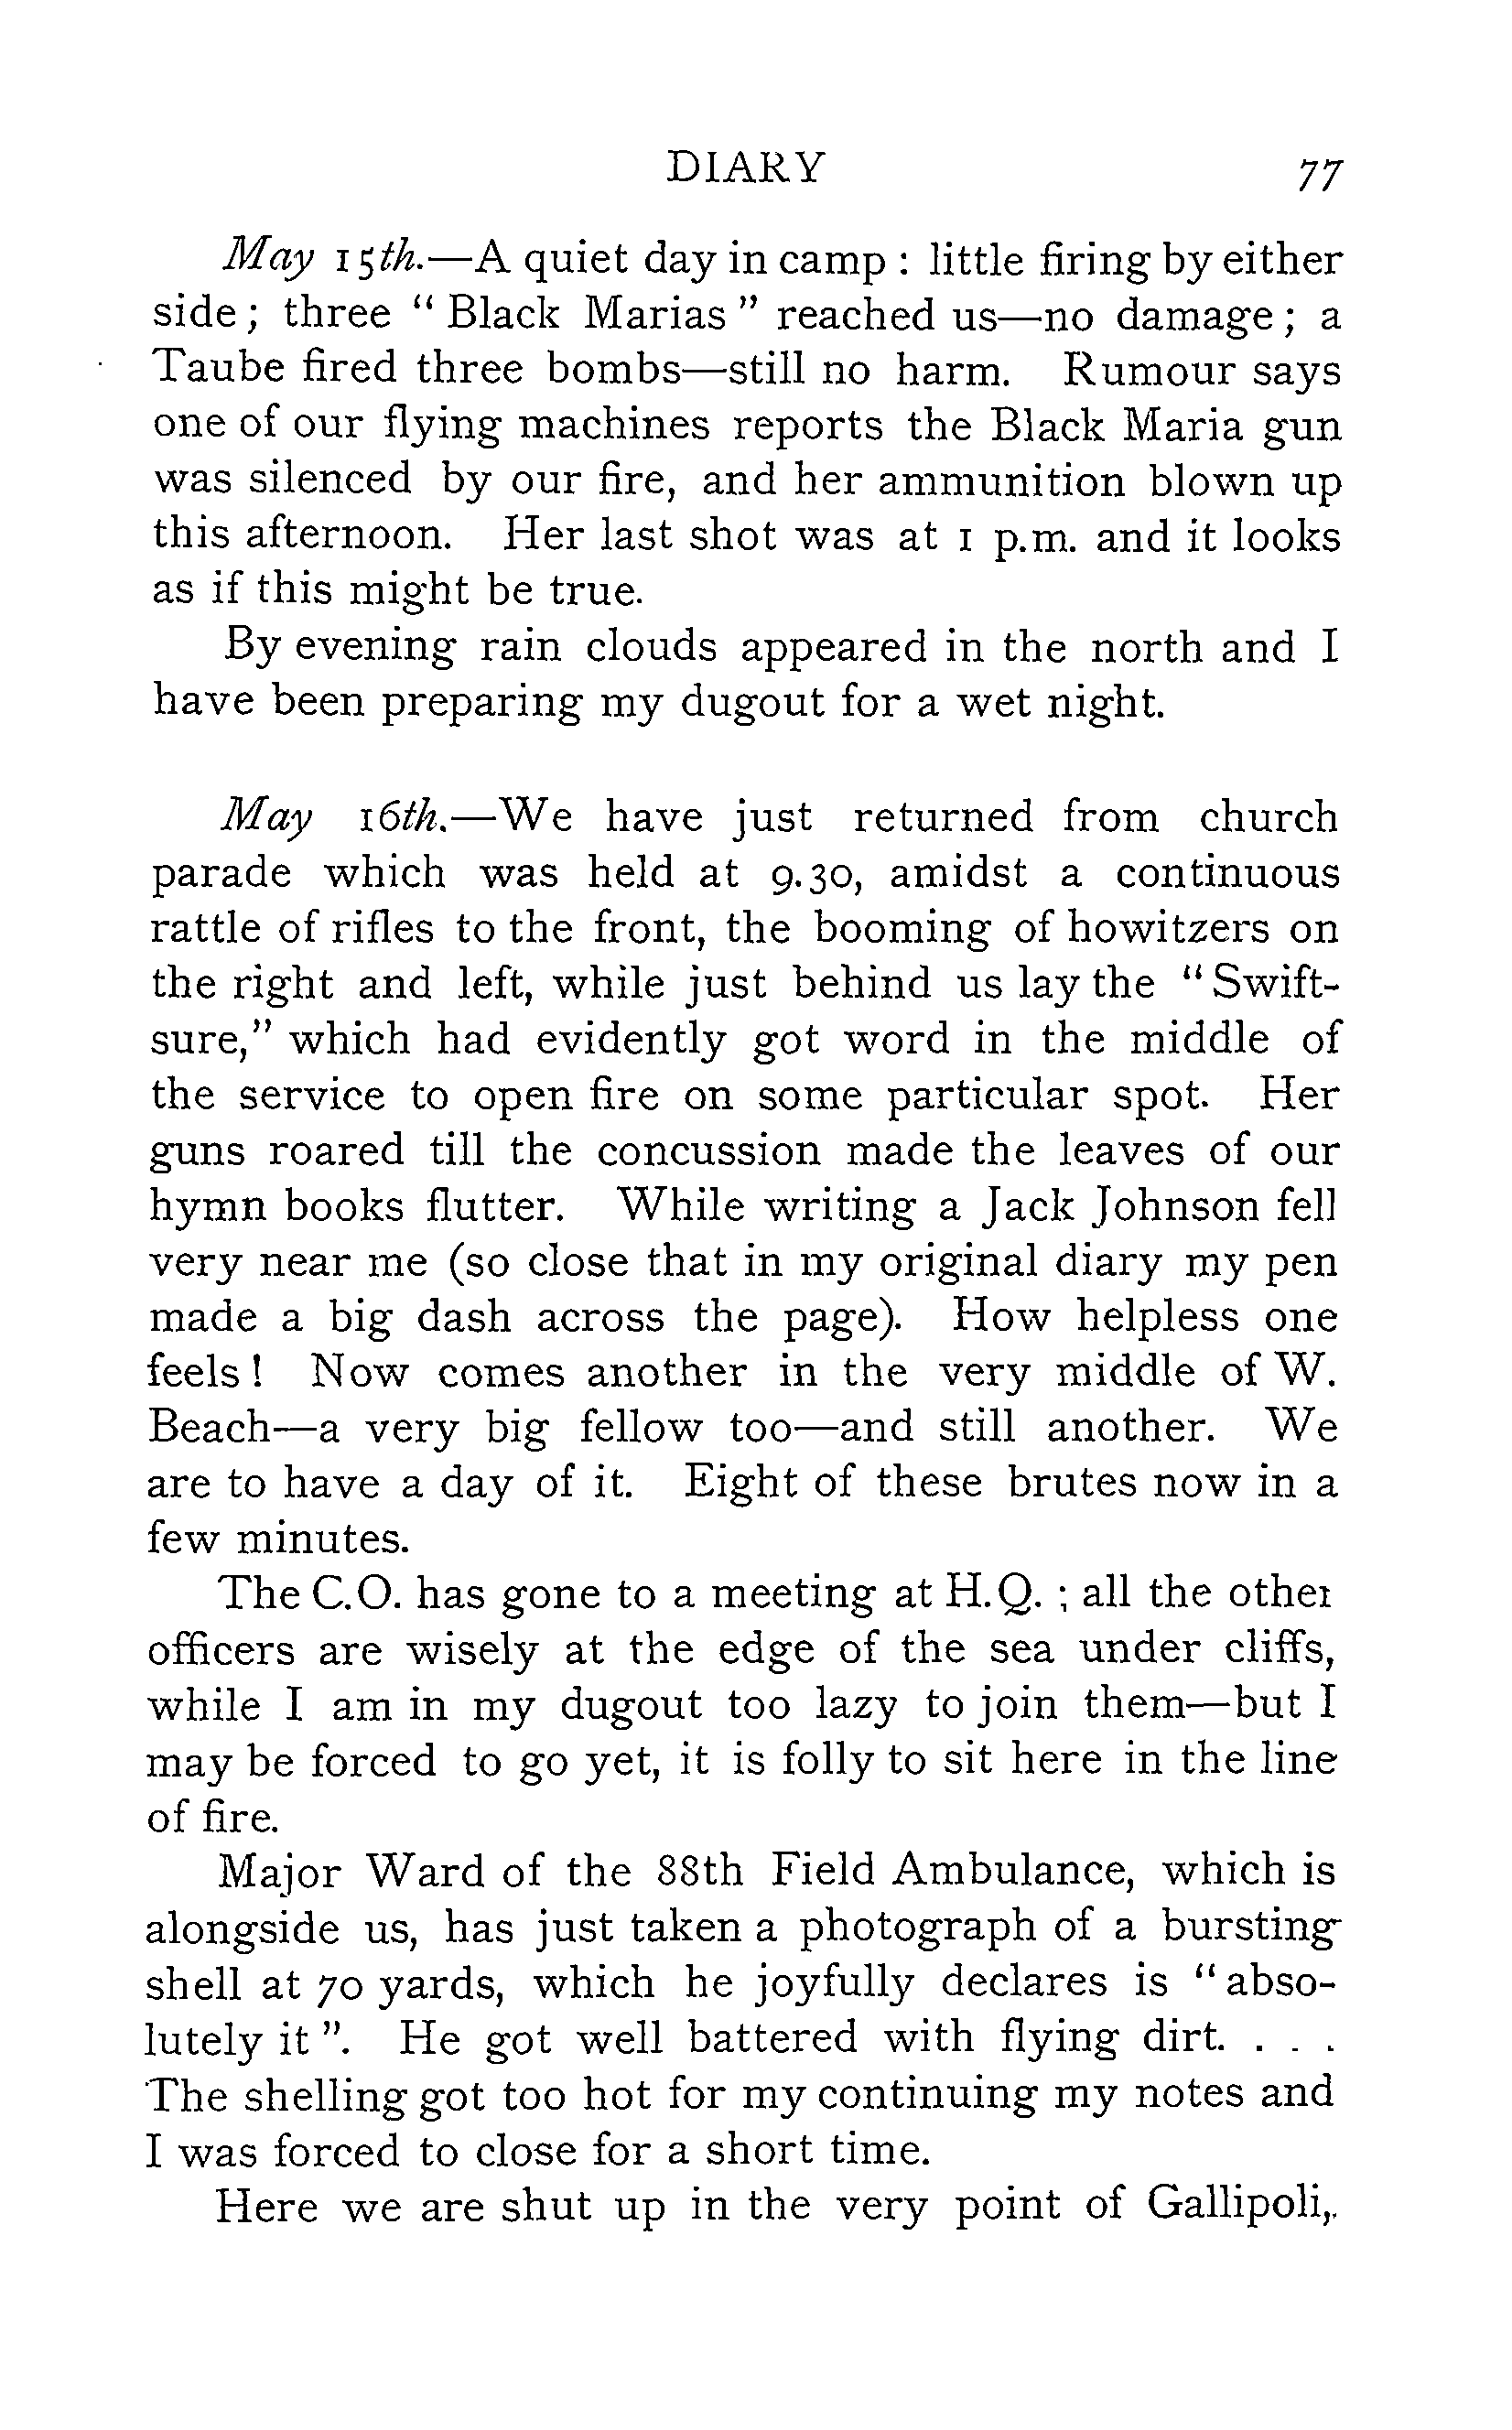 DIARY 77
May 15th.—A quiet day in camp : little firing by either
side; three “Black Marias” reached us—no damage; a
Taube fired three bombs—still no harm. Rumour says
one of our flying machines reports the Black Maria gun
was silenced by our fire, and her ammunition blown up
this afternoon. Her last shot was at 1 p.m. and it looks
as if this might be true.
By evening rain clouds appeared in the north and I
have been preparing my dugout for a wet night.
May 16th.—We have just returned from church
parade which was held at 9.30, amidst a continuous
rattle of rifles to the front, the booming of howitzers on
the right and left, while just behind us lay the “Swift-
sure,” which had evidently got word in the middle of
the service to open fire on some particular spot. Her
guns roared till the concussion made the leaves of our
hymn books flutter. While writing a Jack Johnson fell
very near me (so close that in my original diary my pen
made a big dash across the page). How helpless one
feels! Now comes another in the very middle of W.
Beach—a very big fellow too—and still another. We
are to have a day of it. Eight of these brutes now in a
few minutes.
The C.O. has gone to a meeting at H.Q. ; all the other
officers are wisely at the edge of the sea under cliffs,
while I am in my dugout too lazy to join them—but I
may be forced to go yet, it is folly to sit here in the line
of fire.
Major Ward of the 88th Field Ambulance, which is
alongside us, has just taken a photograph of a bursting
shell at 70 yards, which he joyfully declares is “abso-
lutely it”. He got well battered with flying dirt. . . .
The shelling got too hot for my continuing my notes and
I was forced to close for a short time.
Here we are shut up in the very point of Gallipoli,